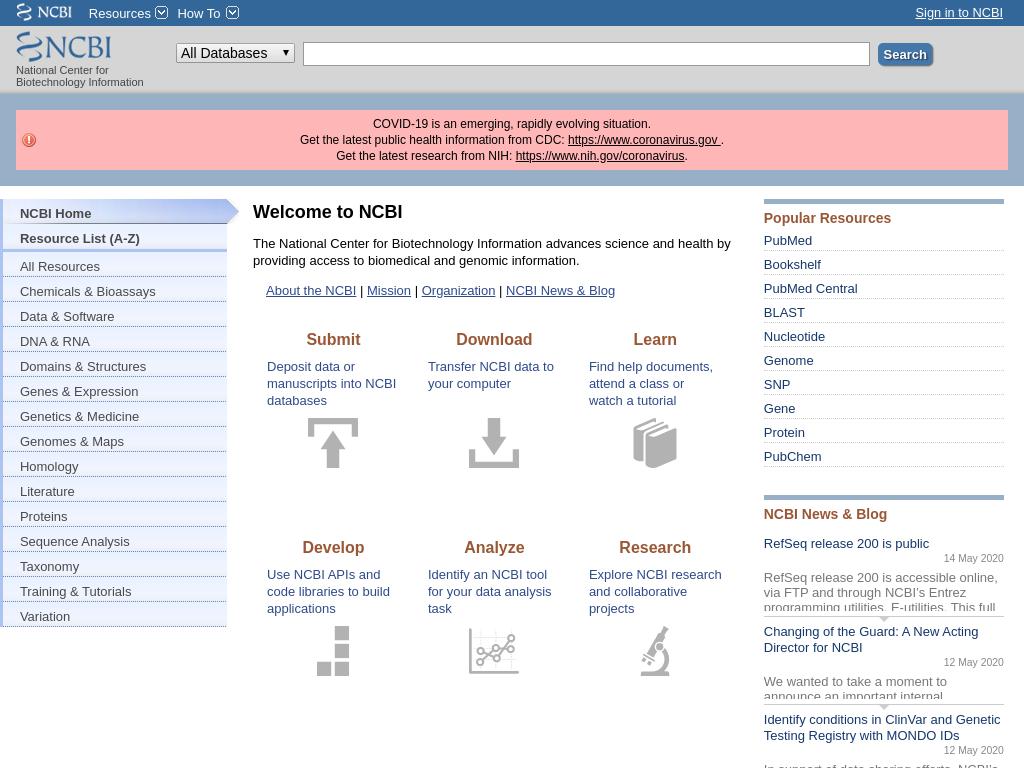 NCBI Resources How To Sign in to NCBI
NCBI
National Center for
Biotechnology Information
All Databases
Search
COVID-19 is an emerging, rapidly evolving situation.
Get the latest public health information from CDC: https://www.coronavirus.gov .
Get the latest research from NIH: https://www.nih.gov/coronavirus.
NCBI Home
Resource List (A-Z)
All Resources
Chemicals & Bioassays
Data & Software
DNA & RNA
Domains & Structures
Genes & Expression
Genetics & Medicine
Genomes & Maps
Homology
Literature
Proteins
Sequence Analysis
Taxonomy
Training & Tutorials
Variation
Welcome to NCBI
The National Center for Biotechnology Information advances science and health by
providing access to biomedical and genomic information.
About the NCBI | Mission | Organization | NCBI News & Blog
Submit
Deposit data or
manuscripts into NCBI
databases
Download
Transfer NCBI data to
your computer
Learn
Find help documents,
attend a class or
watch a tutorial
Develop
Use NCBI APIs and
code libraries to build
applications
Analyze
Identify an NCBI tool
for your data analysis
task
Research
Explore NCBI research
and collaborative
projects
Popular Resources
PubMed
Bookshelf
PubMed Central
BLAST
Nucleotide
Genome
SNP
Gene
Protein
PubChem
NCBI News & Blog
RefSeq release 200 is public
14 May 2020
RefSeq release 200 is accessible online,
via FTP and through NCBI's Entrez
programming utilities, E-utilities. This full
Changing of the Guard: A New Acting
Director for NCBI
12 May 2020
We wanted to take a moment to
announce an important internal
Identify conditions in ClinVar and Genetic
Testing Registry with MONDO IDs
12 May 2020
In support of data sharing efforts, NCBI's